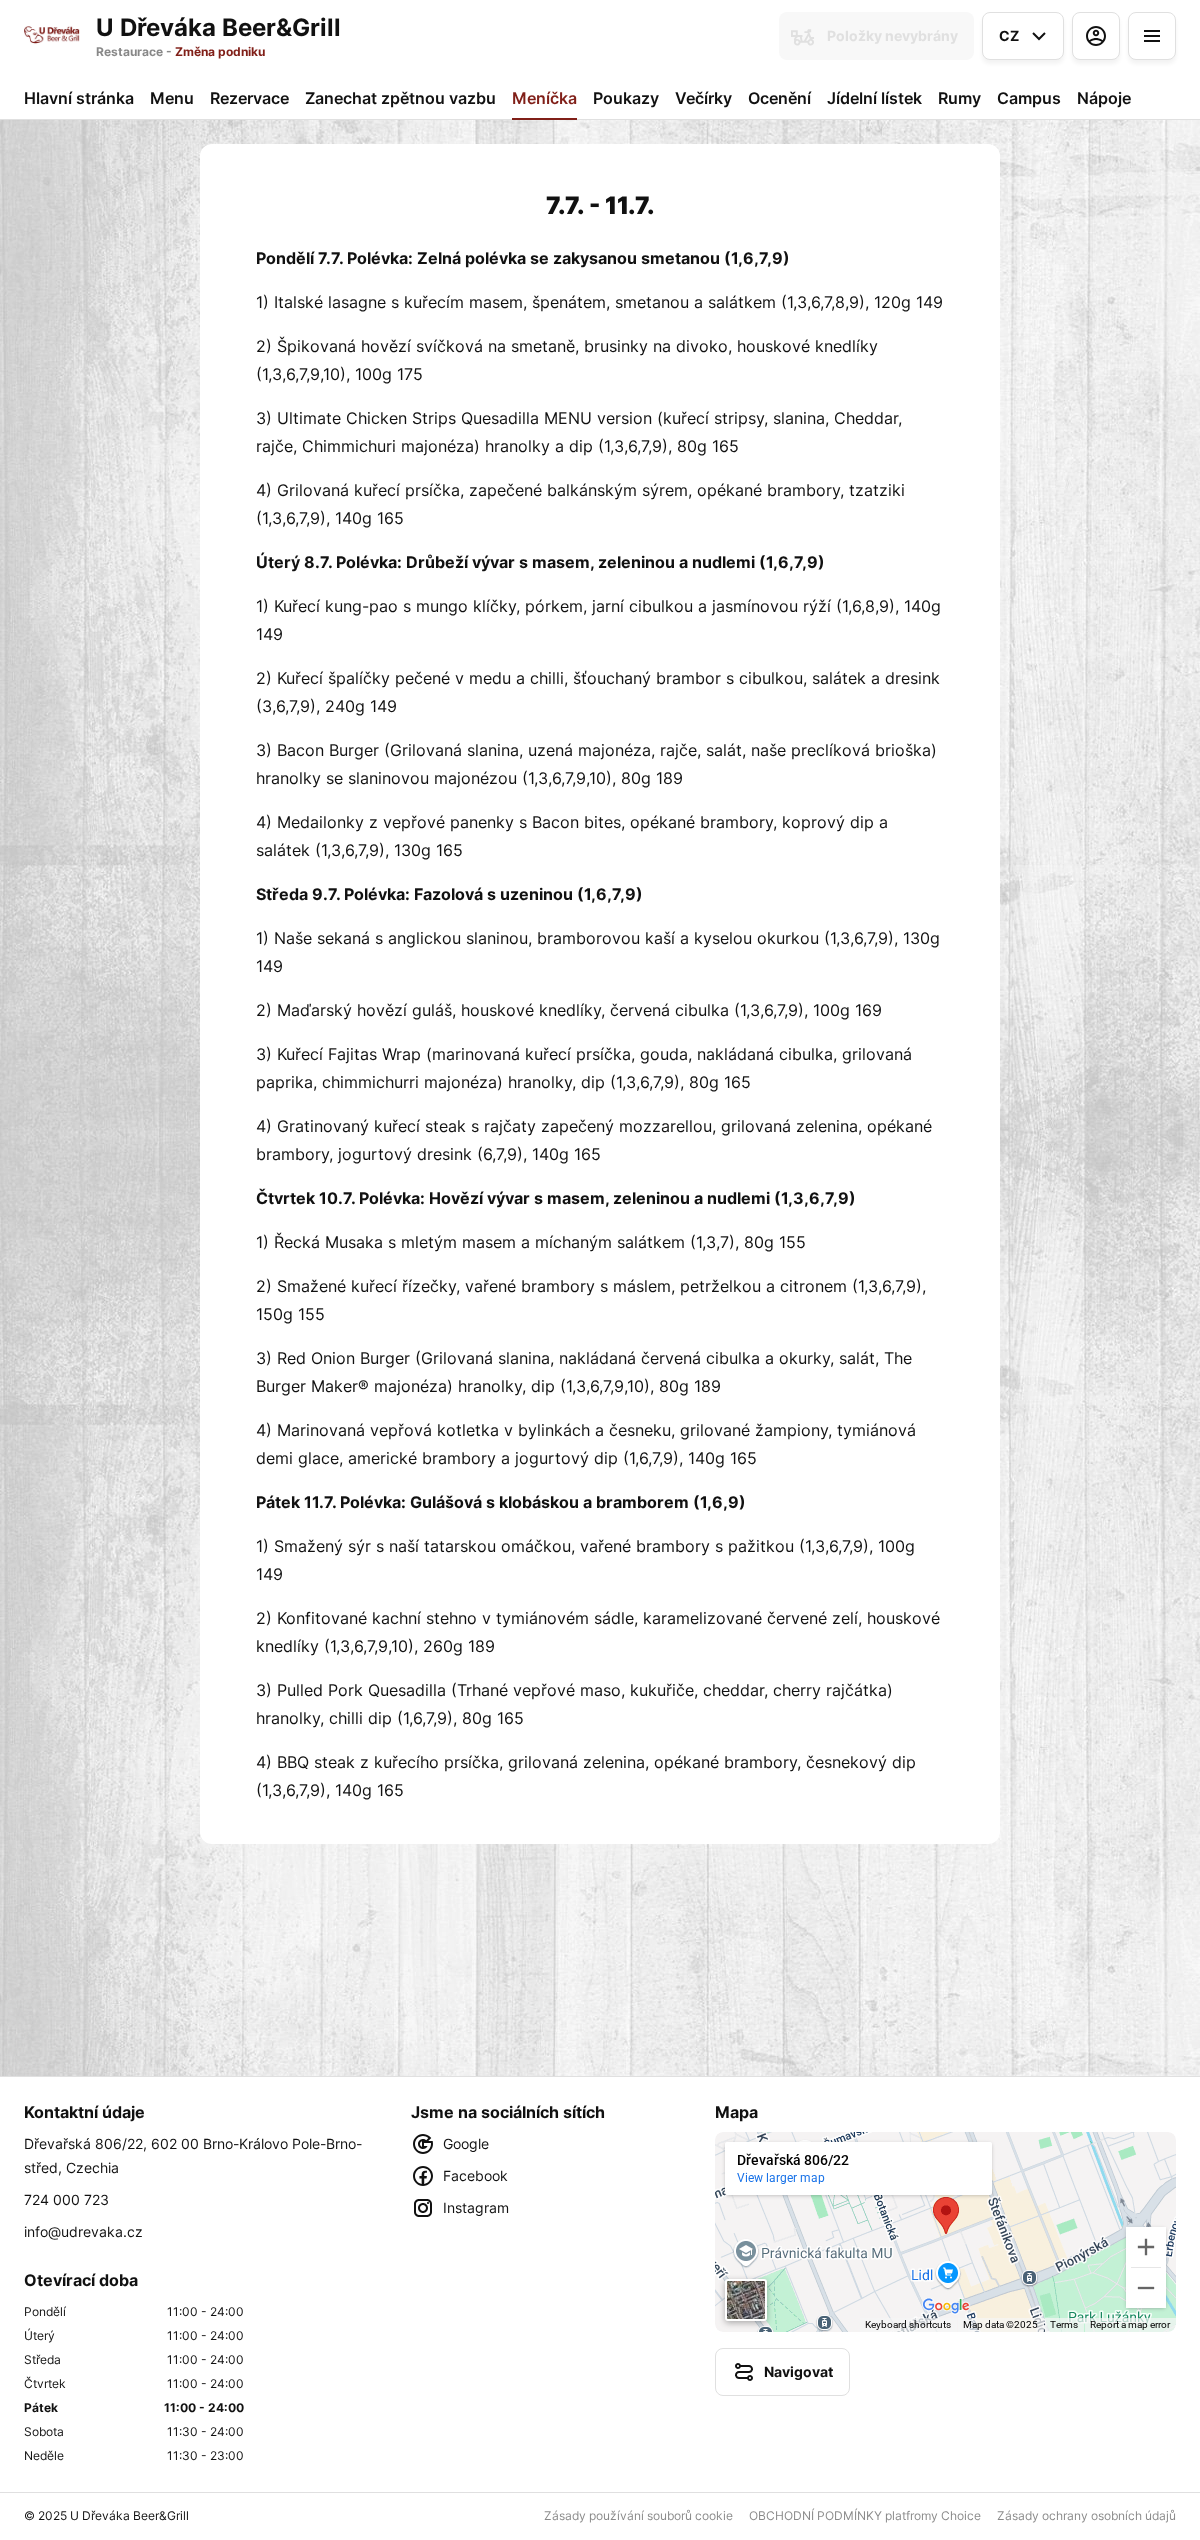 U Dřeváka
Beer & Grill
U Dřeváka Beer&Grill
Restaurace - Změna podniku
Položky nevybrány
CZ
Hlavní stránka Menu Rezervace Zanechat zpětnou vazbu Meníčka Poukazy Večírky Ocenění Jídelní lístek Rumy Campus Nápoje
7.7. - 11.7.
Pondělí 7.7. Polévka: Zelná polévka se zakysanou smetanou (1,6,7,9)
1) Italské lasagne s kuřecím masem, špenátem, smetanou a salátkem (1,3,6,7,8,9), 120g 149
2) Špikovaná hovězí svíčková na smetaně, brusinky na divoko, houskové knedlíky
(1,3,6,7,9,10), 100g 175
3) Ultimate Chicken Strips Quesadilla MENU version (kuřecí stripsy, slanina, Cheddar,
rajče, Chimmichuri majonéza) hranolky a dip (1,3,6,7,9), 80g 165
4) Grilovaná kuřecí prsíčka, zapečené balkánským sýrem, opékané brambory, tzatziki
(1,3,6,7,9), 140g 165
Úterý 8.7. Polévka: Drůbeží vývar s masem, zeleninou a nudlemi (1,6,7,9)
1) Kuřecí kung-pao s mungo klíčky, pórkem, jarní cibulkou a jasmínovou rýží (1,6,8,9), 140g
149
2) Kuřecí špalíčky pečené v medu a chilli, šťouchaný brambor s cibulkou, salátek a dresink
(3,6,7,9), 240g 149
3) Bacon Burger (Grilovaná slanina, uzená majonéza, rajče, salát, naše preclíková brioška)
hranolky se slaninovou majonézou (1,3,6,7,9,10), 80g 189
4) Medailonky z vepřové panenky s Bacon bites, opékané brambory, koprový dip a
salátek (1,3,6,7,9), 130g 165
Středa 9.7. Polévka: Fazolová s uzeninou (1,6,7,9)
1) Naše sekaná s anglickou slaninou, bramborovou kaší a kyselou okurkou (1,3,6,7,9), 130g
149
2) Maďarský hovězí guláš, houskové knedlíky, červená cibulka (1,3,6,7,9), 100g 169
3) Kuřecí Fajitas Wrap (marinovaná kuřecí prsíčka, gouda, nakládaná cibulka, grilovaná
paprika, chimmichurri majonéza) hranolky, dip (1,3,6,7,9), 80g 165
4) Gratinovaný kuřecí steak s rajčaty zapečený mozzarellou, grilovaná zelenina, opékané
brambory, jogurtový dresink (6,7,9), 140g 165
Čtvrtek 10.7. Polévka: Hovězí vývar s masem, zeleninou a nudlemi (1,3,6,7,9)
1) Řecká Musaka s mletým masem a míchaným salátkem (1,3,7), 80g 155
2) Smažené kuřecí řízečky, vařené brambory s máslem, petrželkou a citronem (1,3,6,7,9),
150g 155
3) Red Onion Burger (Grilovaná slanina, nakládaná červená cibulka a okurky, salát, The
Burger Maker® majonéza) hranolky, dip (1,3,6,7,9,10), 80g 189
4) Marinovaná vepřová kotletka v bylinkách a česneku, grilované žampiony, tymiánová
demi glace, americké brambory a jogurtový dip (1,6,7,9), 140g 165
Pátek 11.7. Polévka: Gulášová s klobáskou a bramborem (1,6,9)
1) Smažený sýr s naší tatarskou omáčkou, vařené brambory s pažitkou (1,3,6,7,9), 100g
149
2) Konfitované kachní stehno v tymiánovém sádle, karamelizované červené zelí, houskové
knedlíky (1,3,6,7,9,10), 260g 189
3) Pulled Pork Quesadilla (Trhané vepřové maso, kukuřiče, cheddar, cherry rajčátka)
hranolky, chilli dip (1,6,7,9), 80g 165
4) BBQ steak z kuřecího prsíčka, grilovaná zelenina, opékané brambory, česnekový dip
(1,3,6,7,9), 140g 165
Kontaktní údaje
Dřevařská 806/22, 602 00 Brno-Královo Pole-Brno-
střed, Czechia
724 000 723
info@udrevaka.cz
Otevírací doba
Pondělí 11:00 - 24:00
Úterý 11:00 - 24:00
Středa 11:00 - 24:00
Čtvrtek 11:00 - 24:00
Pátek 11:00 - 24:00
Sobota 11:30 - 24:00
Neděle 11:30 - 23:00
Jsme na sociálních sítích
Google
Facebook
Instagram
Mapa
Dřevařská 806/22
View larger map
Botanická
Štefánikova
Pionýrská
Právnická fakulta MU
Lidl
Park Lužánky
Google
Keyboard shortcuts Map data ©2025 Terms Report a map error
Navigovat
© 2025 U Dřeváka Beer&Grill
Zásady používání souborů cookie OBCHODNÍ PODMÍNKY platfromy Choice Zásady ochrany osobních údajů